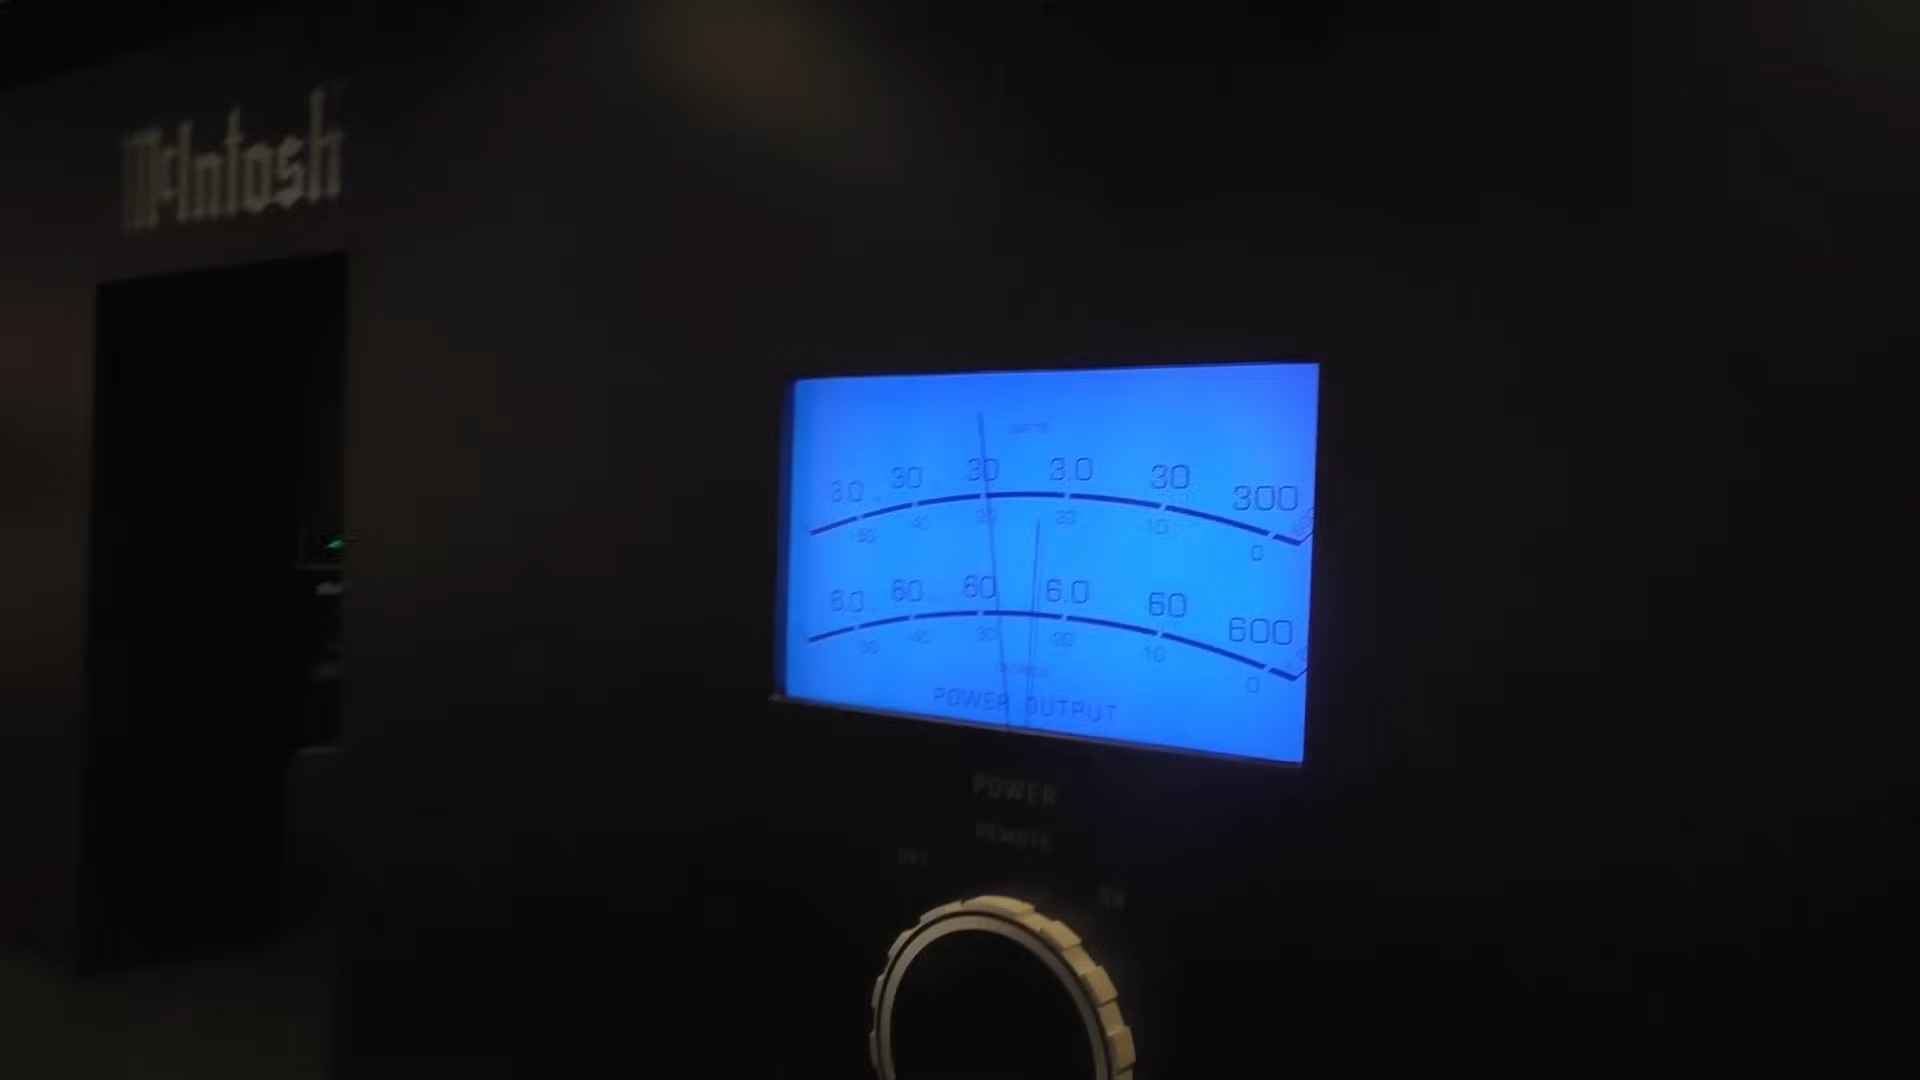 McIntosh
WATTS
3.0 30 .30 3.0 30 300
-50 -40 -30 -20 -10 0
6.0 60 .60 6.0 60 600
-50 -40 -30 -20 -10 0
DECIBELS
POWER OUTPUT
POWER
REMOTE
OFF
ON